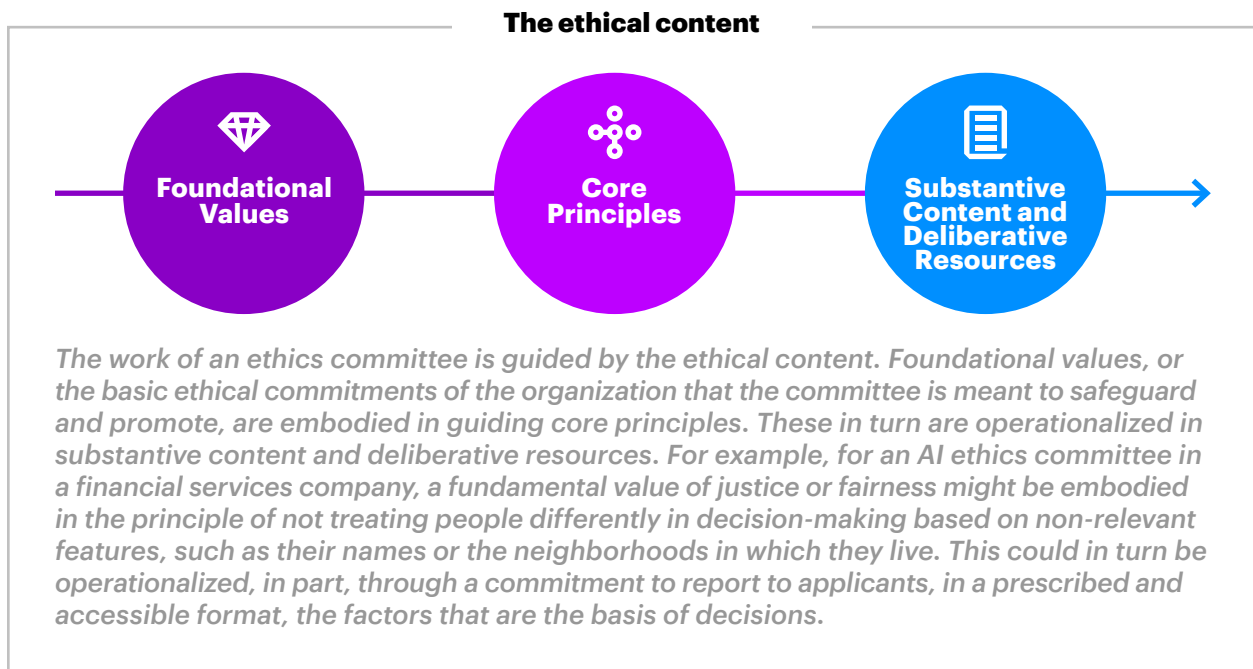 The ethical content
Foundational
Values
Core
Principles
Substantive
Content and
Deliberative
Resources
The work of an ethics committee is guided by the ethical content. Foundational values, or
the basic ethical commitments of the organization that the committee is meant to safeguard
and promote, are embodied in guiding core principles. These in turn are operationalized in
substantive content and deliberative resources. For example, for an AI ethics committee in
a financial services company, a fundamental value of justice or fairness might be embodied
in the principle of not treating people differently in decision-making based on non-relevant
features, such as their names or the neighborhoods in which they live. This could in turn be
operationalized, in part, through a commitment to report to applicants, in a prescribed and
accessible format, the factors that are the basis of decisions.